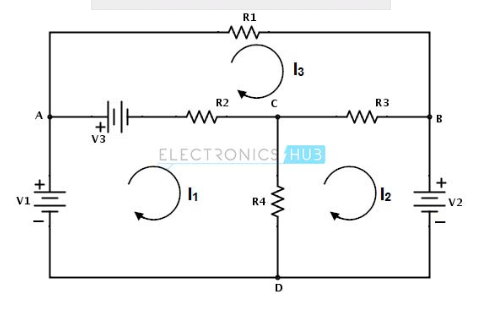 R1
I3
R2
C
R3
A
B
+
V3
ELECTRONICS HUB
+
+
V1
I1
R4
I2
V2
−
−
D